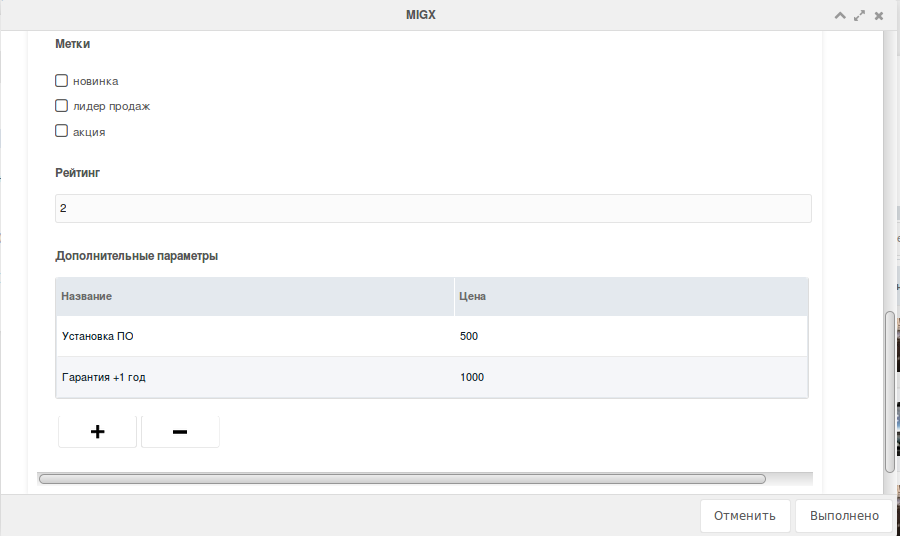 MIGX
Метки
новинка
лидер продаж
акция
Рейтинг
2
Дополнительные параметры
Название Цена
Установка ПО 500
Гарантия +1 год 1000
Отменить Выполнено